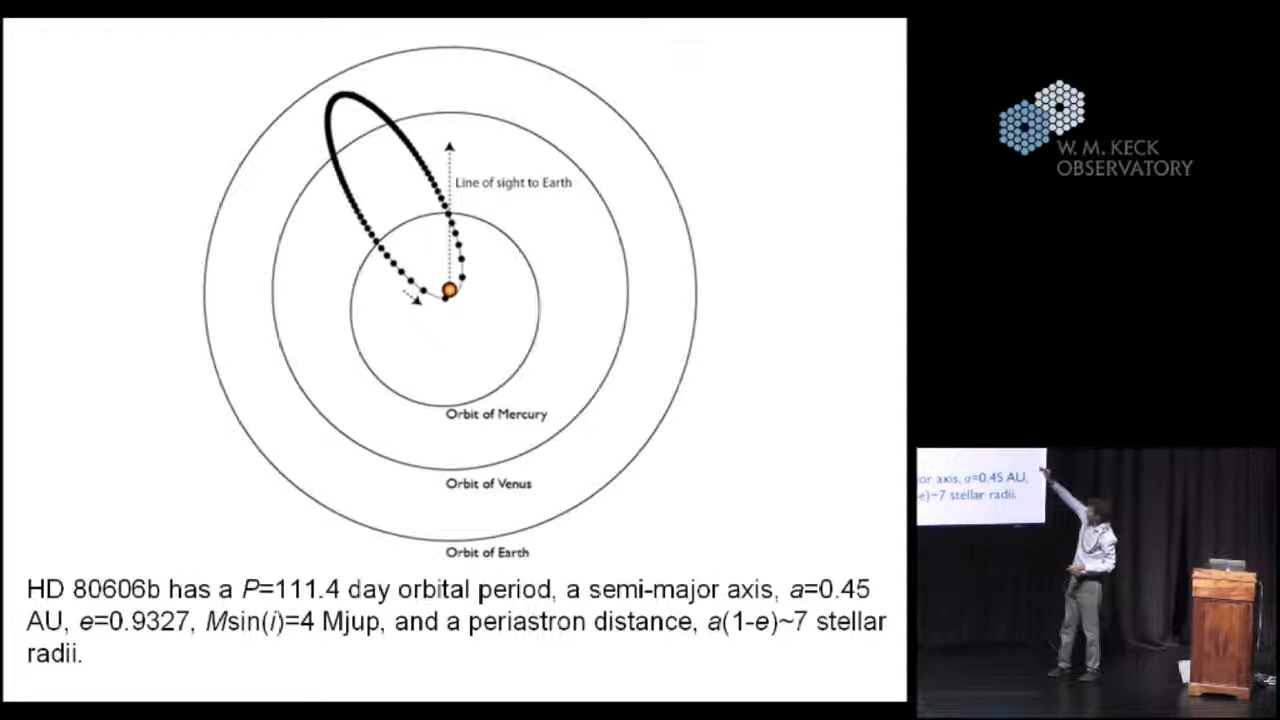 Line of sight to Earth
Orbit of Mercury
Orbit of Venus
Orbit of Earth
HD 80606b has a P=111.4 day orbital period, a semi-major axis, a=0.45
AU, e=0.9327, Msin(i)=4 Mjup, and a periastron distance, a(1-e)~7 stellar
radii.
W. M. KECK
OBSERVATORY
or axis, a=0.45 AU,
e)~7 stellar radii.